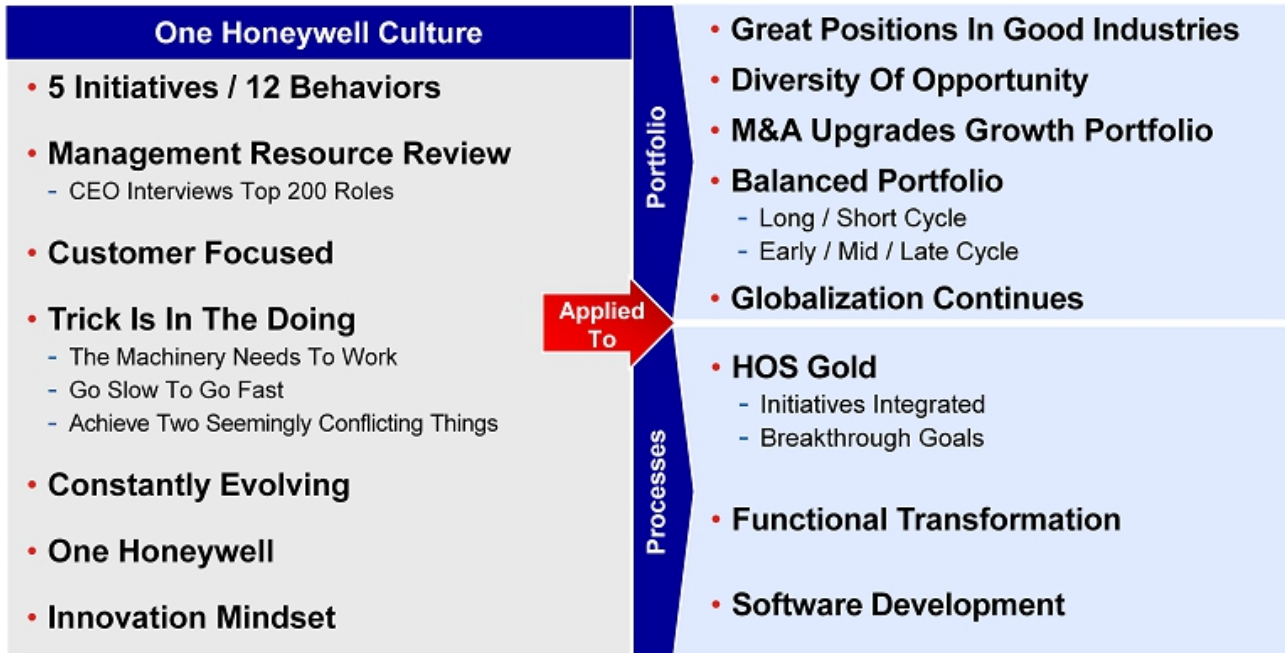 One Honeywell Culture
• 5 Initiatives / 12 Behaviors
• Management Resource Review
- CEO Interviews Top 200 Roles
• Customer Focused
• Trick Is In The Doing
- The Machinery Needs To Work
- Go Slow To Go Fast
- Achieve Two Seemingly Conflicting Things
• Constantly Evolving
• One Honeywell
• Innovation Mindset
Applied
To
Portfolio
• Great Positions In Good Industries
• Diversity Of Opportunity
• M&A Upgrades Growth Portfolio
• Balanced Portfolio
- Long / Short Cycle
- Early / Mid / Late Cycle
• Globalization Continues
Processes
• HOS Gold
- Initiatives Integrated
- Breakthrough Goals
• Functional Transformation
• Software Development